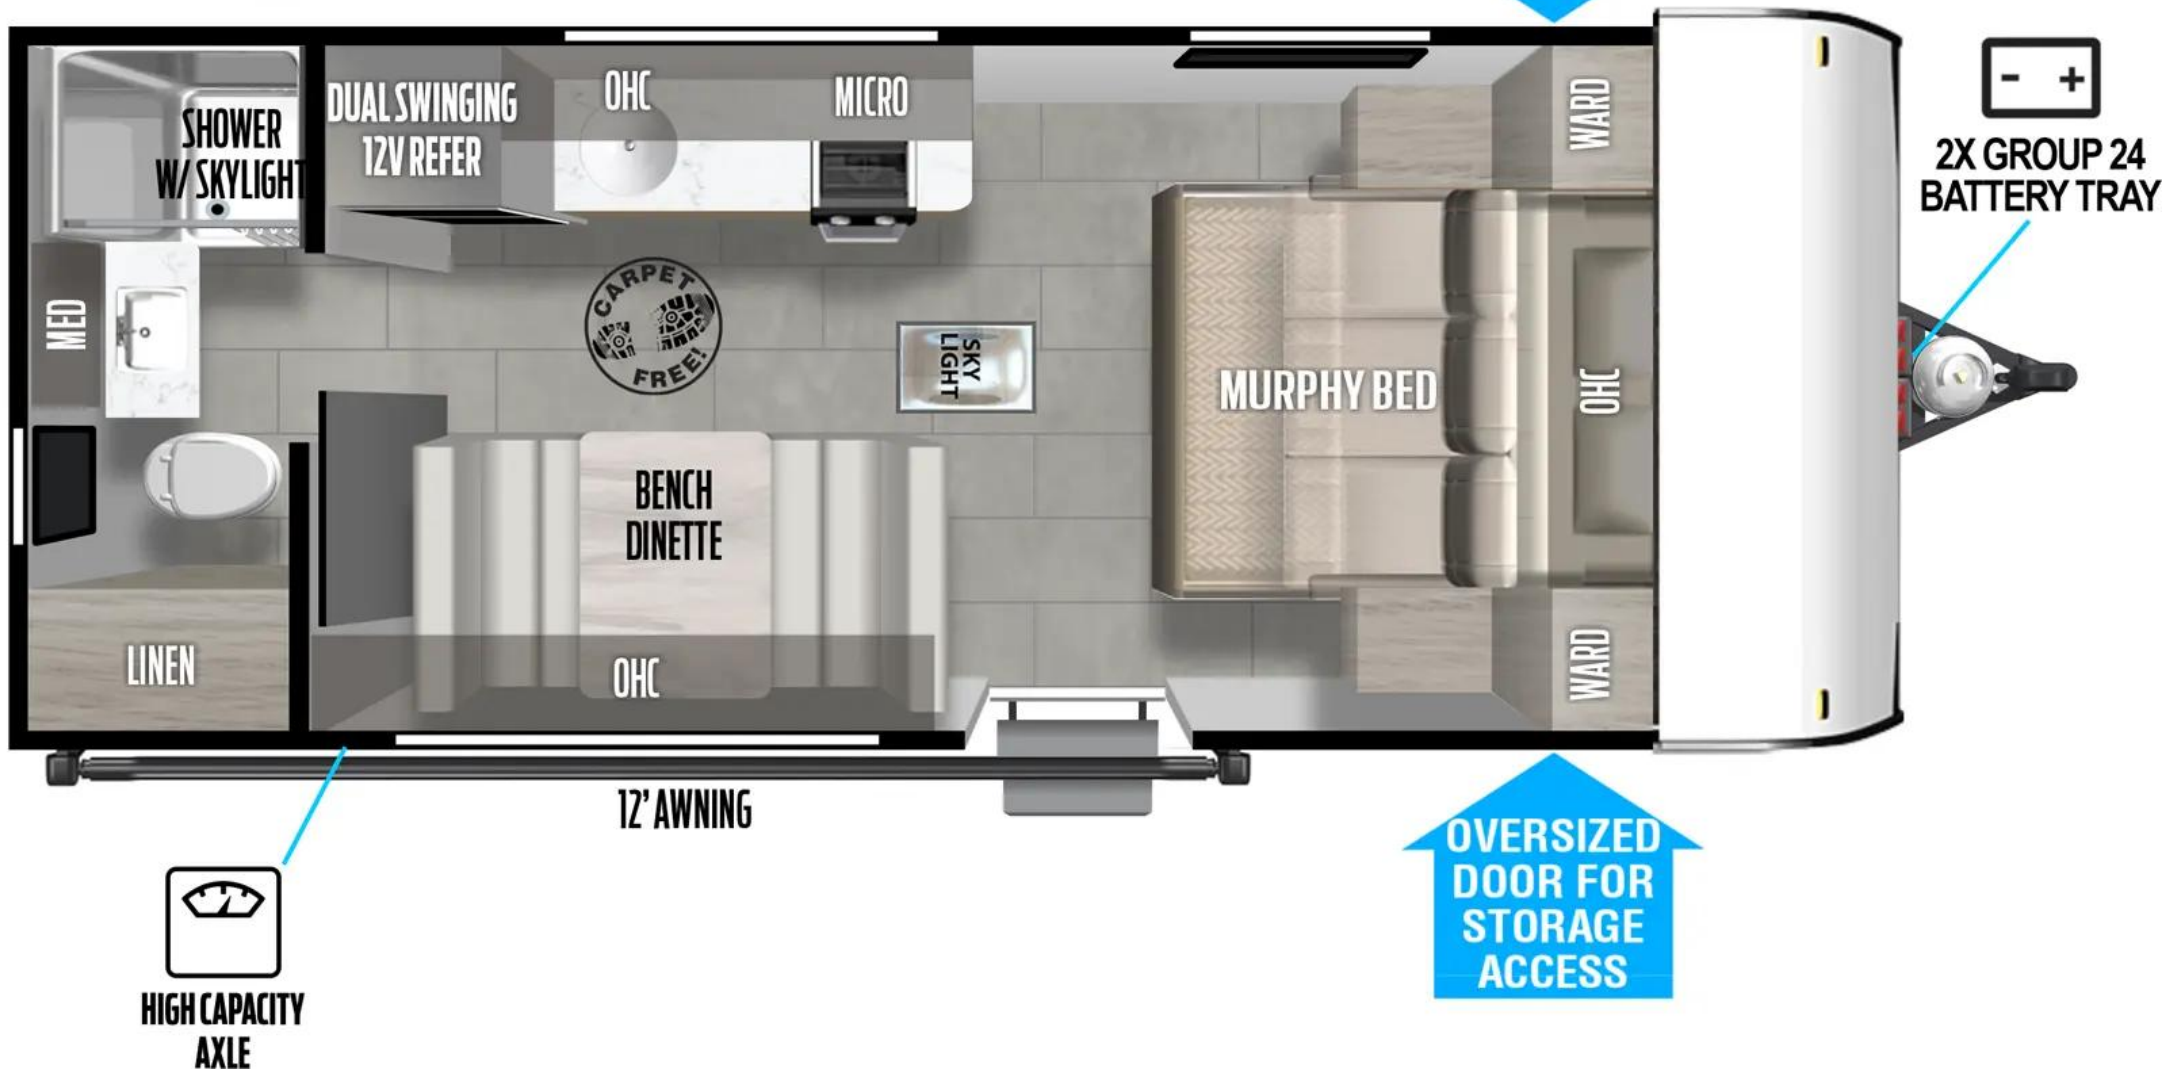 SHOWER
W/ SKYLIGHT
DUAL SWINGING
12V REFER
OHC
MICRO
WARD
- +
2X GROUP 24
BATTERY TRAY
MED
CARPET
FREE!
SKY
LIGHT
MURPHY BED
OHC
BENCH
DINETTE
LINEN
OHC
WARD
12' AWNING
OVERSIZED
DOOR FOR
STORAGE
ACCESS
HIGH CAPACITY
AXLE